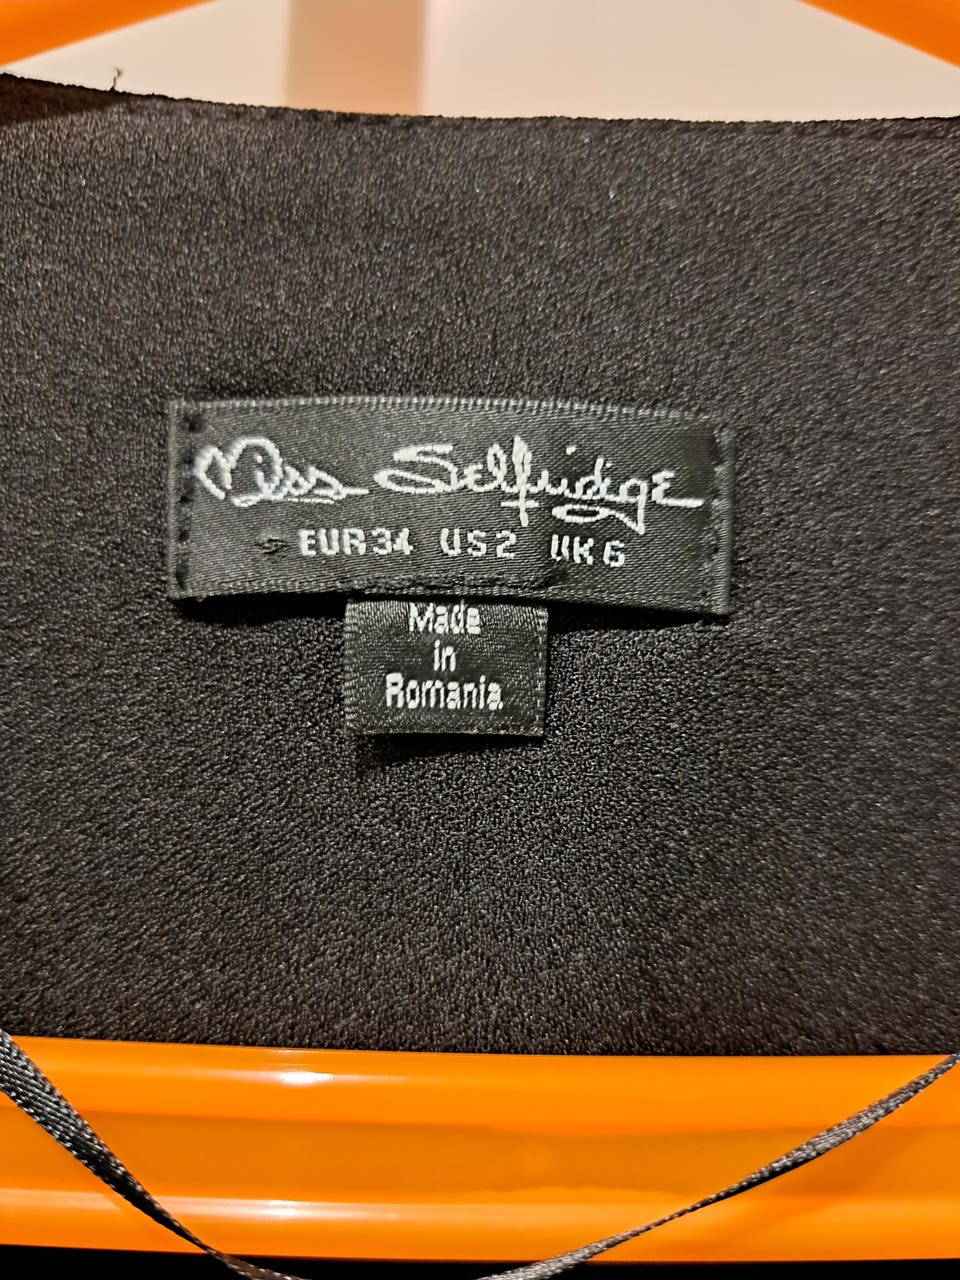 Miss Selfridge
EUR34 US2 UK6
Made
in
Romania